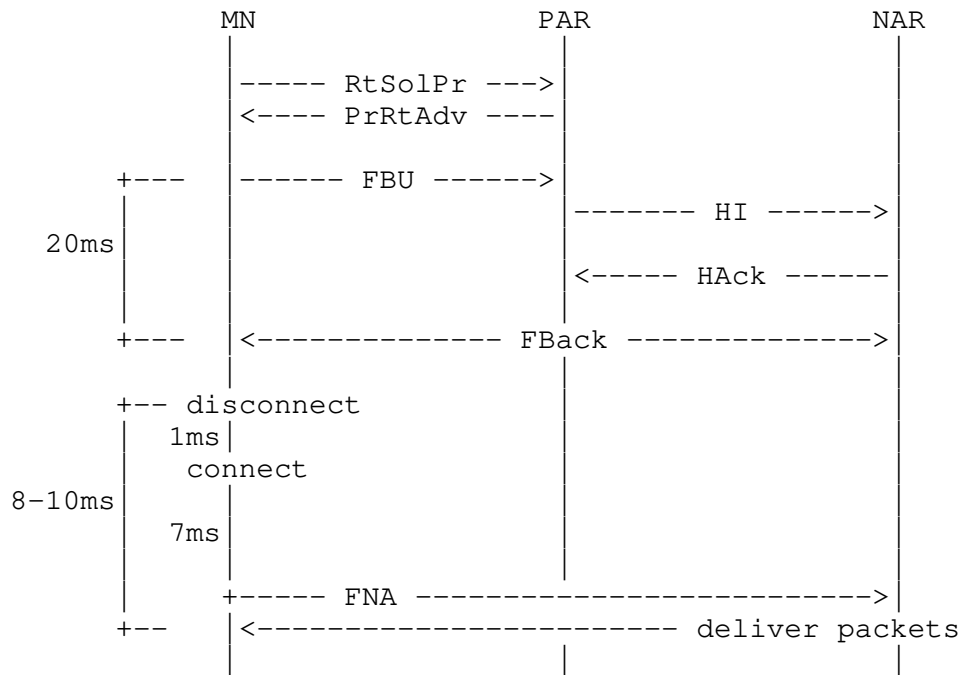 MN PAR NAR
----- RtSolPr --->
<---- PrRtAdv ----
+--- ------ FBU ------>
------- HI ------>
20ms
<----- HAck ------
+--- <------------- FBack ------------->
+-- disconnect
1ms
connect
8-10ms
7ms
+----- FNA ------------------------->
+-- <----------------------- deliver packets